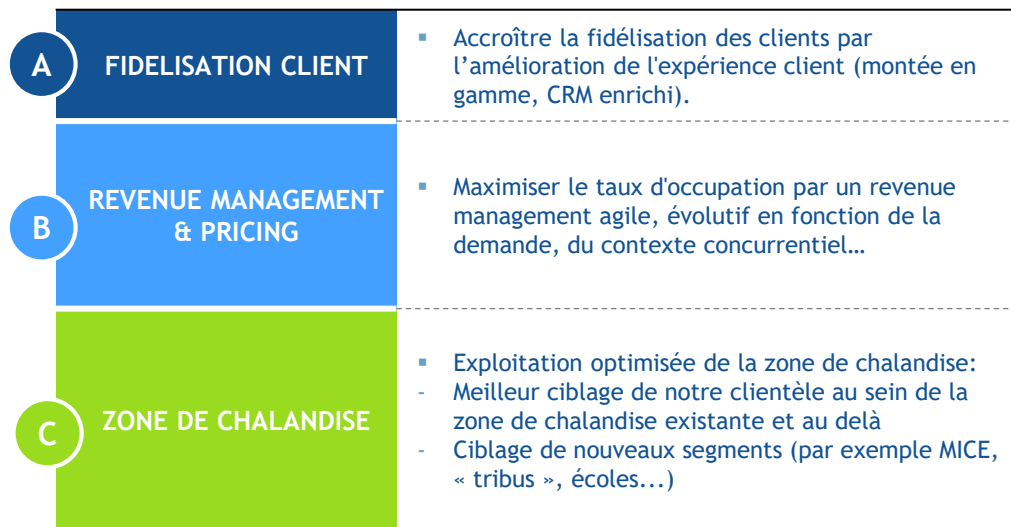 A
FIDELISATION CLIENT
▪ Accroître la fidélisation des clients par
l’amélioration de l'expérience client (montée en
gamme, CRM enrichi).
B
REVENUE MANAGEMENT
& PRICING
▪ Maximiser le taux d'occupation par un revenue
management agile, évolutif en fonction de la
demande, du contexte concurrentiel…
C
ZONE DE CHALANDISE
▪ Exploitation optimisée de la zone de chalandise:
- Meilleur ciblage de notre clientèle au sein de la
zone de chalandise existante et au delà
- Ciblage de nouveaux segments (par exemple MICE,
« tribus », écoles...)